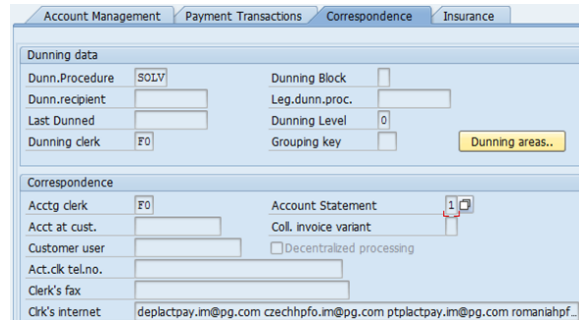 Account Management Payment Transactions Correspondence Insurance
Dunning data
Dunn.Procedure SOLV Dunning Block
Dunn.recipient Leg.dunn.proc.
Last Dunned Dunning Level 0
Dunning clerk F0 Grouping key Dunning areas..
Correspondence
Acctg clerk F0 Account Statement 1
Acct at cust. Coll. invoice variant
Customer user Decentralized processing
Act.clk tel.no.
Clerk's fax
Clrk's internet deplactpay.im@pg.com czechhpfo.im@pg.com ptplactpay.im@pg.com romaniahpf...